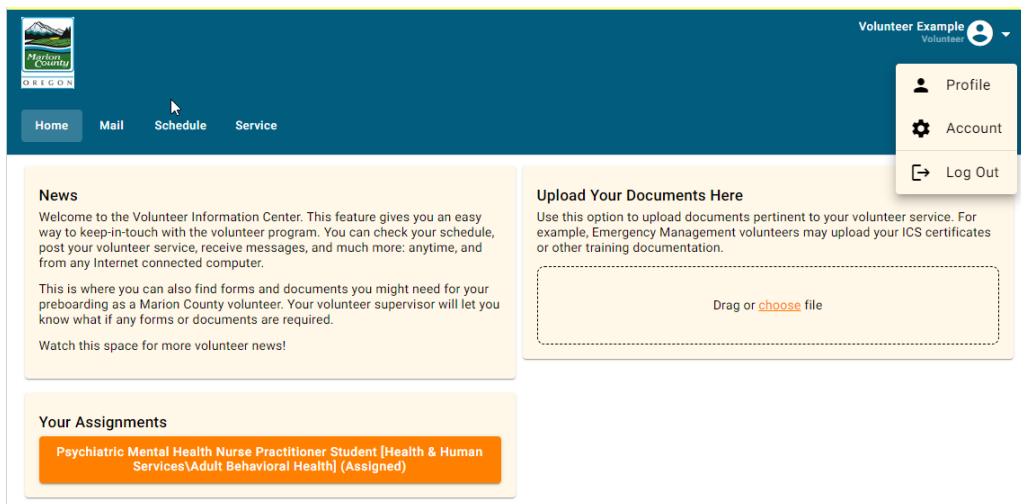 Marion
County
OREGON
Volunteer Example
Volunteer
Profile
Account
Log Out
Home Mail Schedule Service
News
Welcome to the Volunteer Information Center. This feature gives you an easy
way to keep-in-touch with the volunteer program. You can check your schedule,
post your volunteer service, receive messages, and much more: anytime, and
from any Internet connected computer.
This is where you can also find forms and documents you might need for your
preboarding as a Marion County volunteer. Your volunteer supervisor will let you
know what if any forms or documents are required.
Watch this space for more volunteer news!
Upload Your Documents Here
Use this option to upload documents pertinent to your volunteer service. For
example, Emergency Management volunteers may upload your ICS certificates
or other training documentation.
Drag or choose file
Your Assignments
Psychiatric Mental Health Nurse Practitioner Student [Health & Human
Services\Adult Behavioral Health] (Assigned)